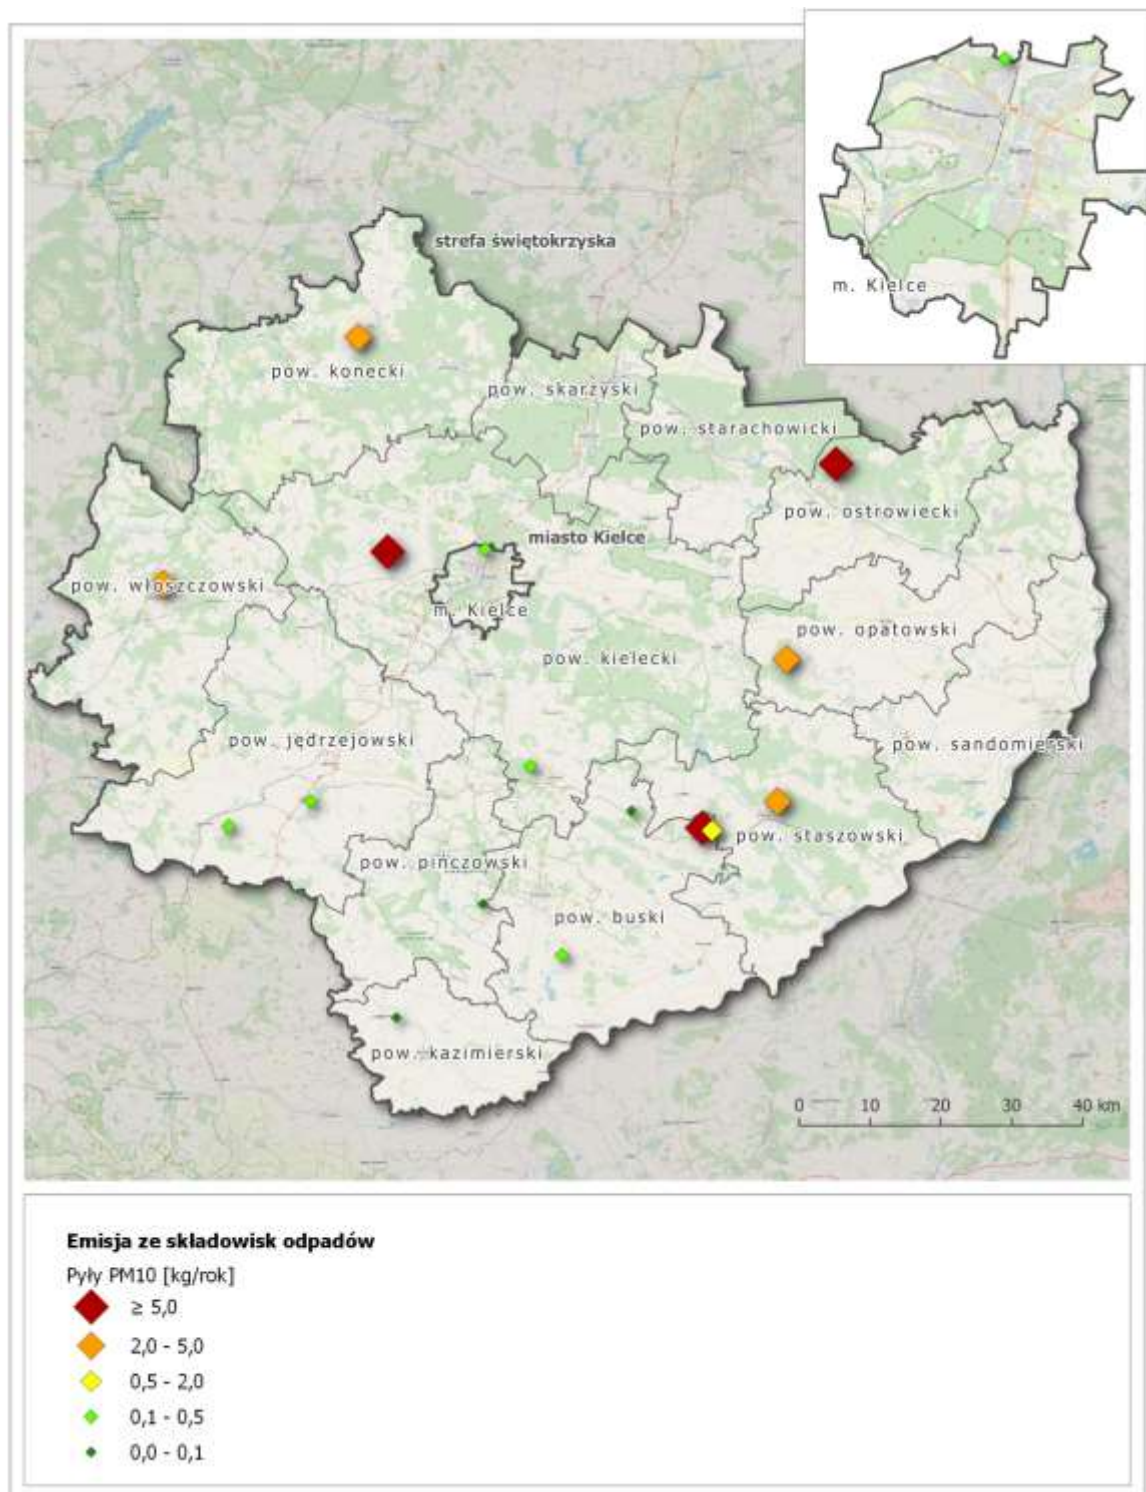 m. Kielce
strefa świętokrzyska
pow. konecki
pow. skarżyski
pow. starachowicki
pow. ostrowiecki
miasto Kielce
pow. włoszczowski
m. Kielce
pow. opatowski
pow. kielecki
pow. jędrzejowski
pow. sandomierski
pow. staszowski
pow. pińczowski
pow. buski
pow. kazimierski
0 10 20 30 40 km
Emisja ze składowisk odpadów
Pyły PM10 [kg/rok]
≥ 5,0
2,0 - 5,0
0,5 - 2,0
0,1 - 0,5
0,0 - 0,1